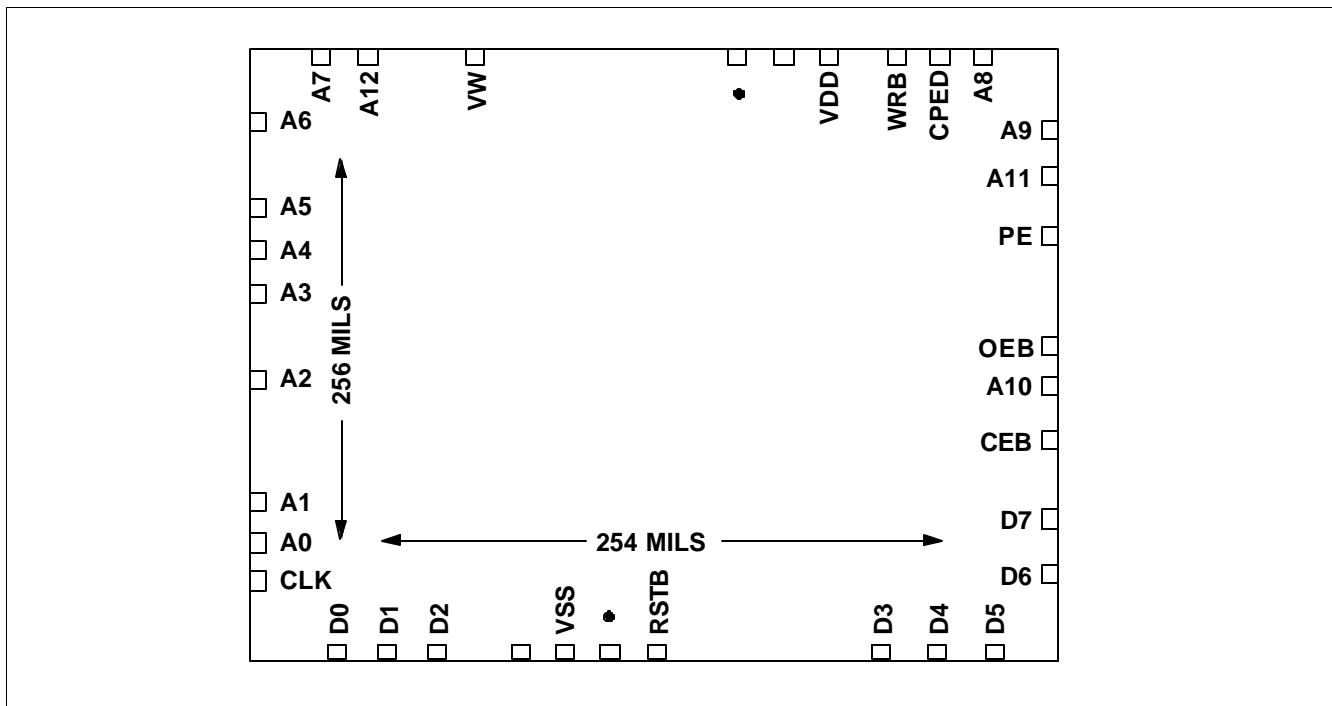 A7
A12
VW
VDD
WRB
CPED
A8
A6
A5
A4
A3
A2
A1
A0
CLK
256 MILS
254 MILS
A9
A11
PE
OEB
A10
CEB
D7
D6
D0
D1
D2
VSS
RSTB
D3
D4
D5